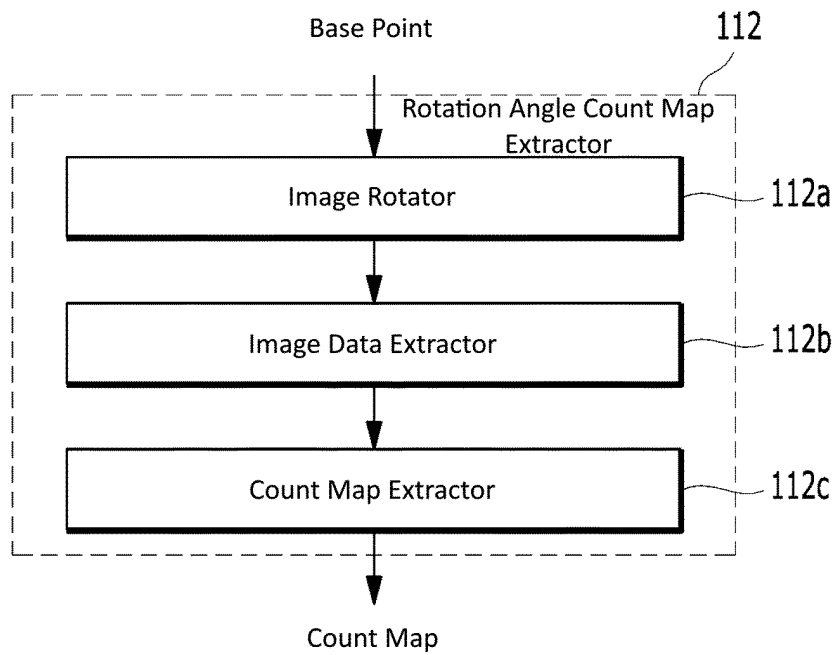 Base Point
112
Rotation Angle Count Map
Extractor
Image Rotator
112a
Image Data Extractor
112b
Count Map Extractor
112c
Count Map